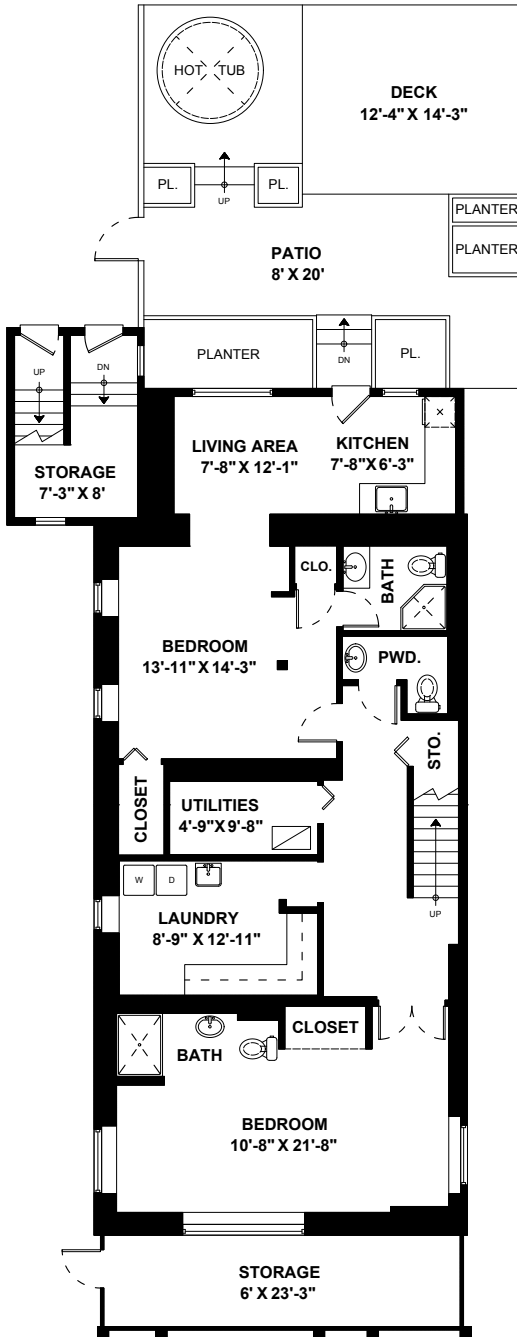 HOT TUB
DECK
12'-4" X 14'-3"
PL.
PL.
UP
PLANTER
PLANTER
PATIO
8' X 20'
PLANTER
DN
PL.
UP
DN
LIVING AREA
7'-8" X 12'-1"
KITCHEN
7'-8"X 6'-3"
STORAGE
7'-3" X 8'
CLO.
BATH
BEDROOM
13'-11" X 14'-3"
PWD.
STO.
CLOSET
UTILITIES
4'-9"X 9'-8"
W
D
LAUNDRY
8'-9" X 12'-11"
UP
CLOSET
BATH
BEDROOM
10'-8" X 21'-8"
STORAGE
6' X 23'-3"